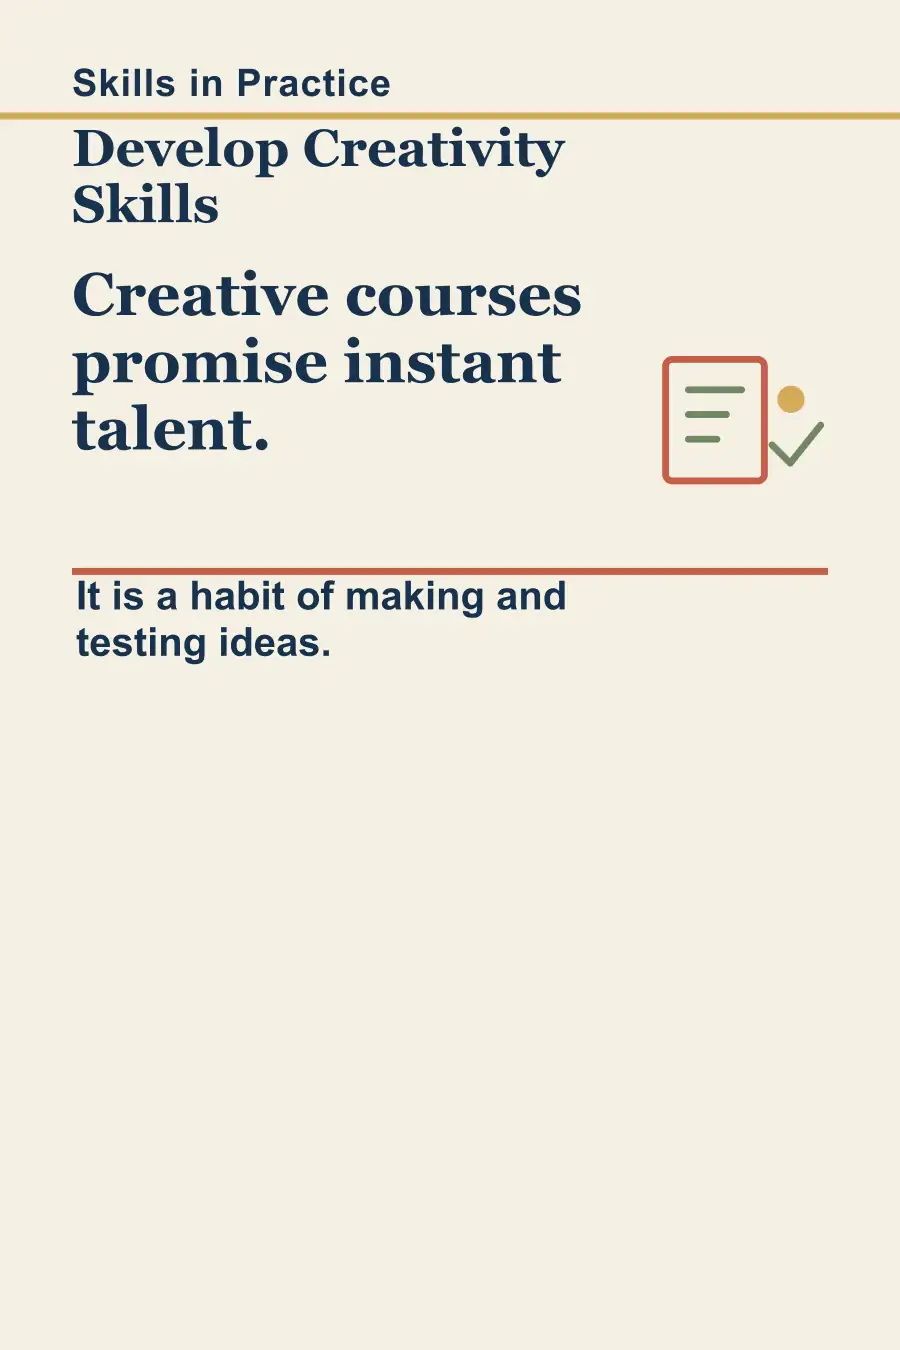 Skills in Practice
Develop Creativity
Skills
Creative courses
promise instant
talent.
It is a habit of making and
testing ideas.